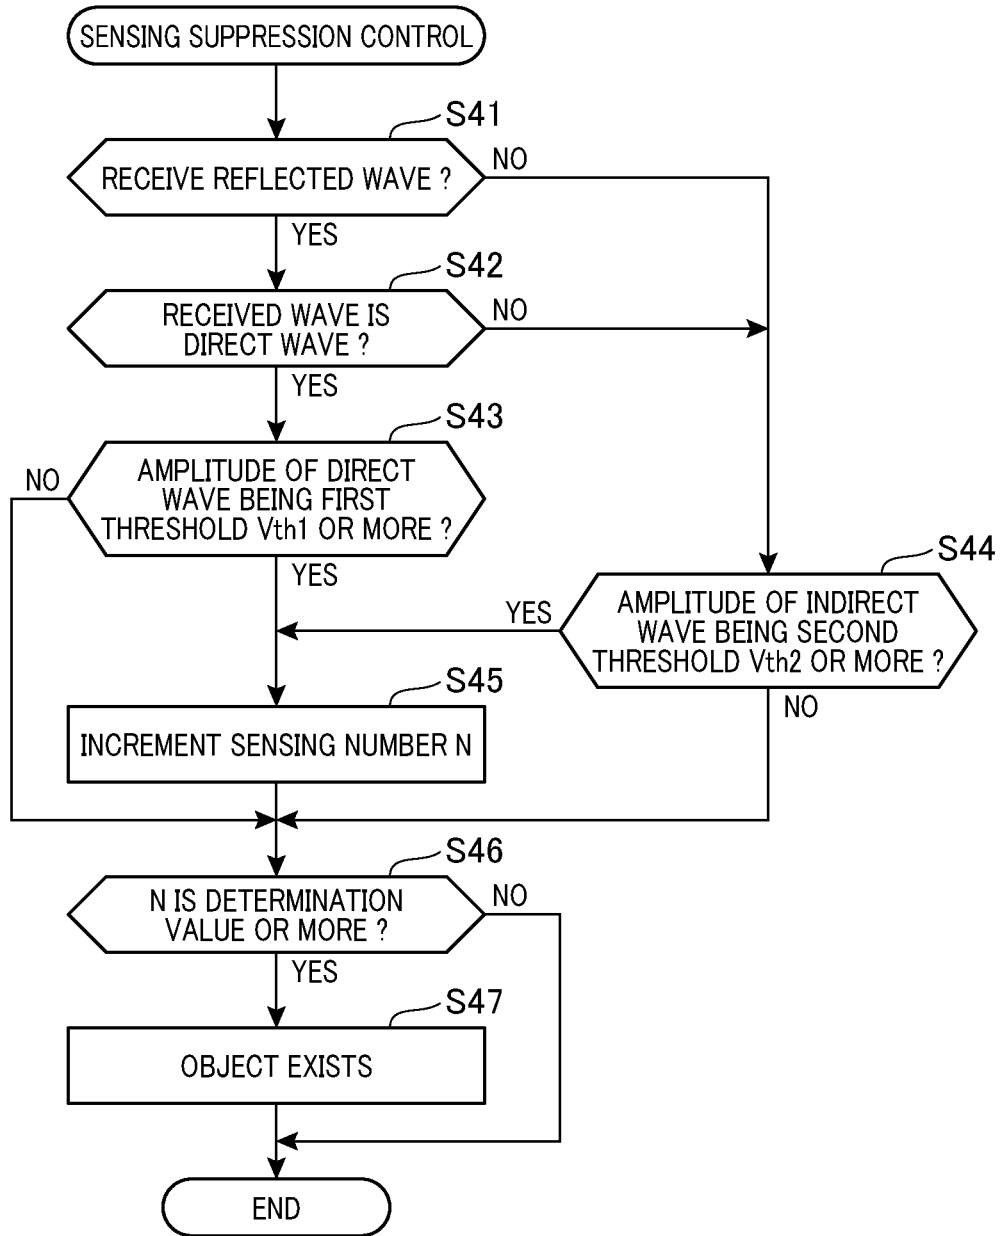 SENSING SUPPRESSION CONTROL
S41
RECEIVE REFLECTED WAVE ?
NO
YES
S42
RECEIVED WAVE IS
DIRECT WAVE ?
NO
YES
S43
AMPLITUDE OF DIRECT
WAVE BEING FIRST
THRESHOLD Vth1 OR MORE ?
NO
YES
S44
AMPLITUDE OF INDIRECT
WAVE BEING SECOND
THRESHOLD Vth2 OR MORE ?
YES
NO
S45
INCREMENT SENSING NUMBER N
S46
N IS DETERMINATION
VALUE OR MORE ?
NO
YES
S47
OBJECT EXISTS
END